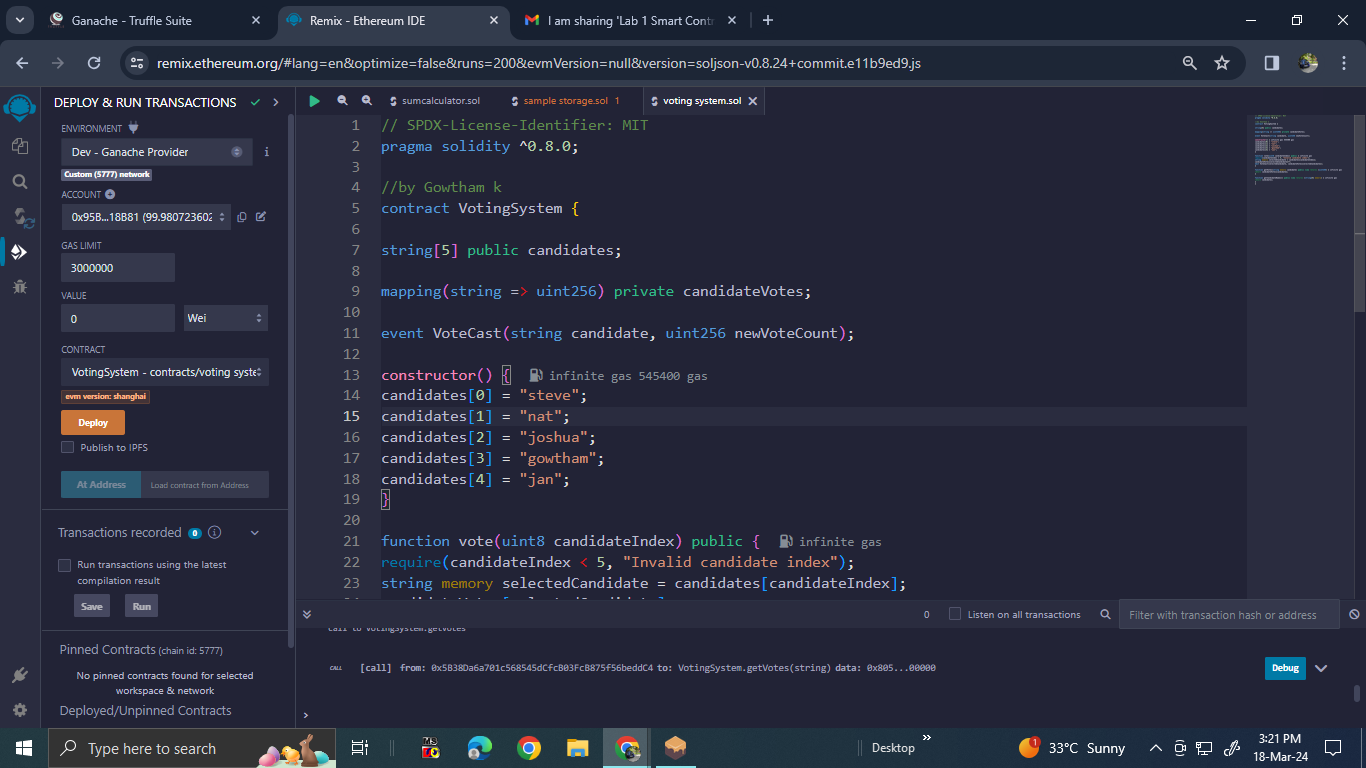 Ganache - Truffle Suite
Remix - Ethereum IDE
I am sharing 'Lab 1 Smart Contr
remix.ethereum.org/#lang=en&optimize=false&runs=200&evmVersion=null&version=soljson-v0.8.24+commit.e11b9ed9.js
DEPLOY & RUN TRANSACTIONS
ENVIRONMENT
Dev - Ganache Provider
Custom (5777) network
ACCOUNT
0x95B...18B81 (99.980723602
GAS LIMIT
3000000
VALUE
0
Wei
CONTRACT
VotingSystem - contracts/voting syste
evm version: shanghai
Deploy
Publish to IPFS
At Address
Load contract from Address
Transactions recorded 0
Run transactions using the latest
compilation result
Save
Run
Pinned Contracts (chain id: 5777)
No pinned contracts found for selected
workspace & network
Deployed/Unpinned Contracts
sumcalculator.sol
sample storage.sol 1
voting system.sol
1 // SPDX-License-Identifier: MIT
2 pragma solidity ^0.8.0;
3
4 //by Gowtham k
5 contract VotingSystem {
6
7 string[5] public candidates;
8
9 mapping(string => uint256) private candidateVotes;
10
11 event VoteCast(string candidate, uint256 newVoteCount);
12
13 constructor() { infinite gas 545400 gas
14 candidates[0] = "steve";
15 candidates[1] = "nat";
16 candidates[2] = "joshua";
17 candidates[3] = "gowtham";
18 candidates[4] = "jan";
19 }
20
21 function vote(uint8 candidateIndex) public { infinite gas
22 require(candidateIndex < 5, "Invalid candidate index");
23 string memory selectedCandidate = candidates[candidateIndex];
0
Listen on all transactions
Filter with transaction hash or address
call to VotingSystem.getVotes
CALL [call] from: 0x5B38Da6a701c568545dCfcB03FcB875f56beddC4 to: VotingSystem.getVotes(string) data: 0x805...00000
Debug
>
Type here to search
Desktop
33°C Sunny
3:21 PM
18-Mar-24